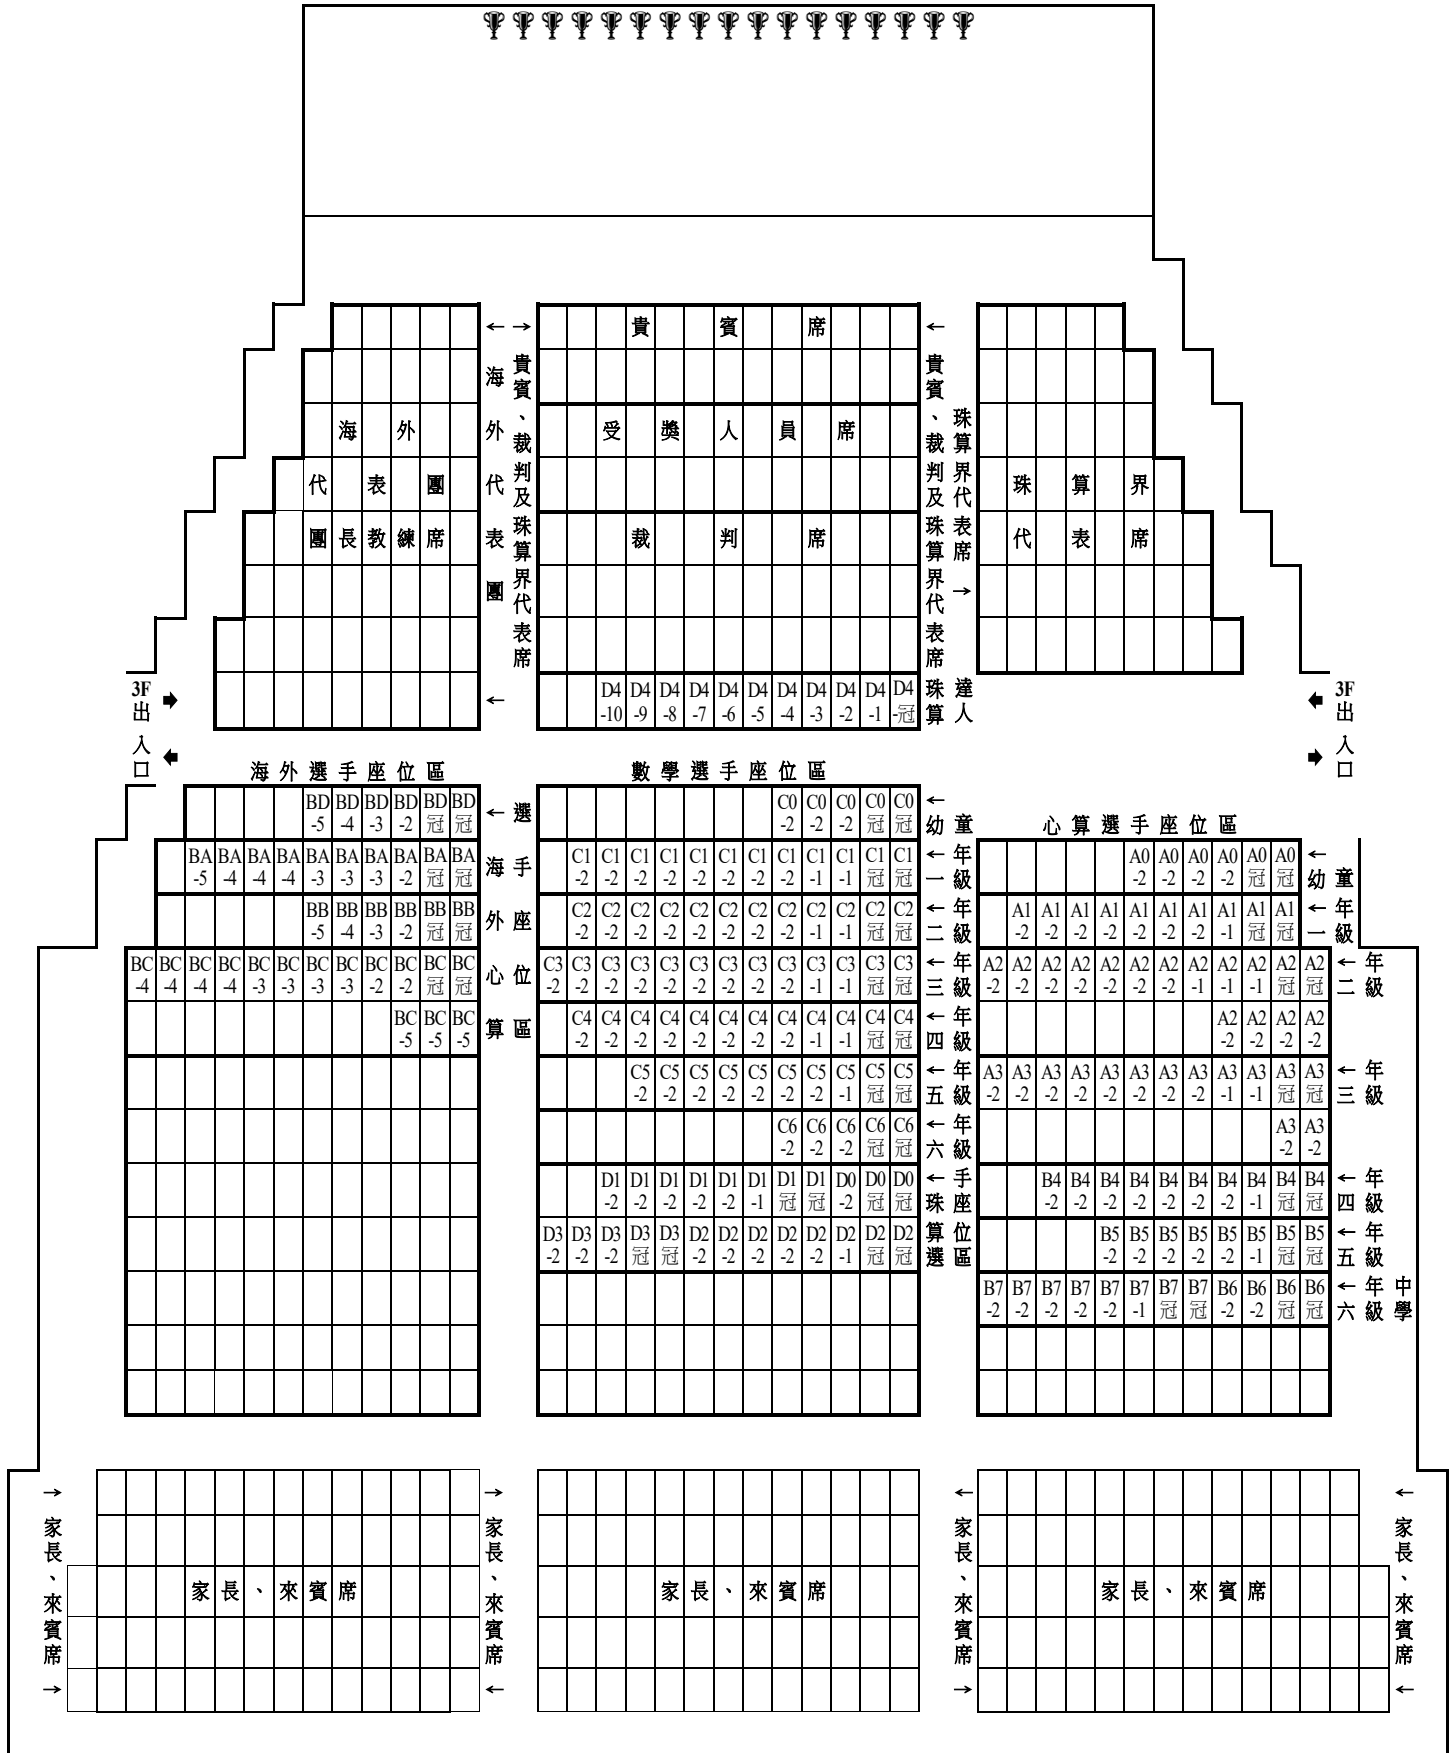 貴 賓 席
海 外
受 獎 人 員 席
代 表 團
珠 算 界
團 長 教 練 席
裁 判 席
代 表 席
← 海外代表團 ←
→ 貴賓、裁判及珠算界代表席
← 貴賓、裁判及珠算界代表席
珠算界代表席 →
D4-10 D4-9 D4-8 D4-7 D4-6 D4-5 D4-4 D4-3 D4-2 D4-1 D4-冠
珠算達人
3F出入口
3F出入口
海外選手座位區
BD-5 BD-4 BD-3 BD-2 BD冠 BD冠
BA-5 BA-4 BA-4 BA-4 BA-3 BA-3 BA-3 BA-2 BA冠 BA冠
BB-5 BB-4 BB-3 BB-2 BB冠 BB冠
BC-4 BC-4 BC-4 BC-4 BC-3 BC-3 BC-3 BC-3 BC-2 BC-2 BC冠 BC冠
BC-5 BC-5 BC-5
← 海外心算選手座位區
數學選手座位區
C0-2 C0-2 C0-2 C0冠 C0冠 ← 幼童
C1-2 C1-2 C1-2 C1-2 C1-2 C1-2 C1-2 C1-2 C1-1 C1-1 C1冠 C1冠 ← 一年級
C2-2 C2-2 C2-2 C2-2 C2-2 C2-2 C2-2 C2-2 C2-1 C2-1 C2冠 C2冠 ← 二年級
C3-2 C3-2 C3-2 C3-2 C3-2 C3-2 C3-2 C3-2 C3-2 C3-1 C3-1 C3冠 C3冠 ← 三年級
C4-2 C4-2 C4-2 C4-2 C4-2 C4-2 C4-2 C4-2 C4-1 C4-1 C4冠 C4冠 ← 四年級
C5-2 C5-2 C5-2 C5-2 C5-2 C5-2 C5-2 C5-1 C5冠 C5冠 ← 五年級
C6-2 C6-2 C6-2 C6冠 C6冠 ← 六年級
D1-2 D1-2 D1-2 D1-2 D1-2 D1-1 D1冠 D1冠 D0-2 D0冠 D0冠
D3-2 D3-2 D3-2 D3冠 D3冠 D2-2 D2-2 D2-2 D2-2 D2-2 D2-1 D2冠 D2冠
← 珠算選手座位區
心算選手座位區
A0-2 A0-2 A0-2 A0-2 A0冠 A0冠 ← 幼童
A1-2 A1-2 A1-2 A1-2 A1-2 A1-2 A1-2 A1-1 A1冠 A1冠 ← 一年級
A2-2 A2-2 A2-2 A2-2 A2-2 A2-2 A2-2 A2-1 A2-1 A2-1 A2冠 A2冠 ← 二年級
A2-2 A2-2 A2-2 A2-2
A3-2 A3-2 A3-2 A3-2 A3-2 A3-2 A3-2 A3-2 A3-1 A3-1 A3冠 A3冠 ← 三年級
A3-2 A3-2
B4-2 B4-2 B4-2 B4-2 B4-2 B4-2 B4-2 B4-1 B4冠 B4冠 ← 四年級
B5-2 B5-2 B5-2 B5-2 B5-2 B5-1 B5冠 B5冠 ← 五年級
B7-2 B7-2 B7-2 B7-2 B7-2 B7-1 B7冠 B7冠 B6-2 B6-2 B6冠 B6冠 ← 六年級 中學
→ 家長、來賓席 →
家長、來賓席
→ 家長、來賓席 ←
家長、來賓席
← 家長、來賓席 →
家長、來賓席
← 家長、來賓席 ←